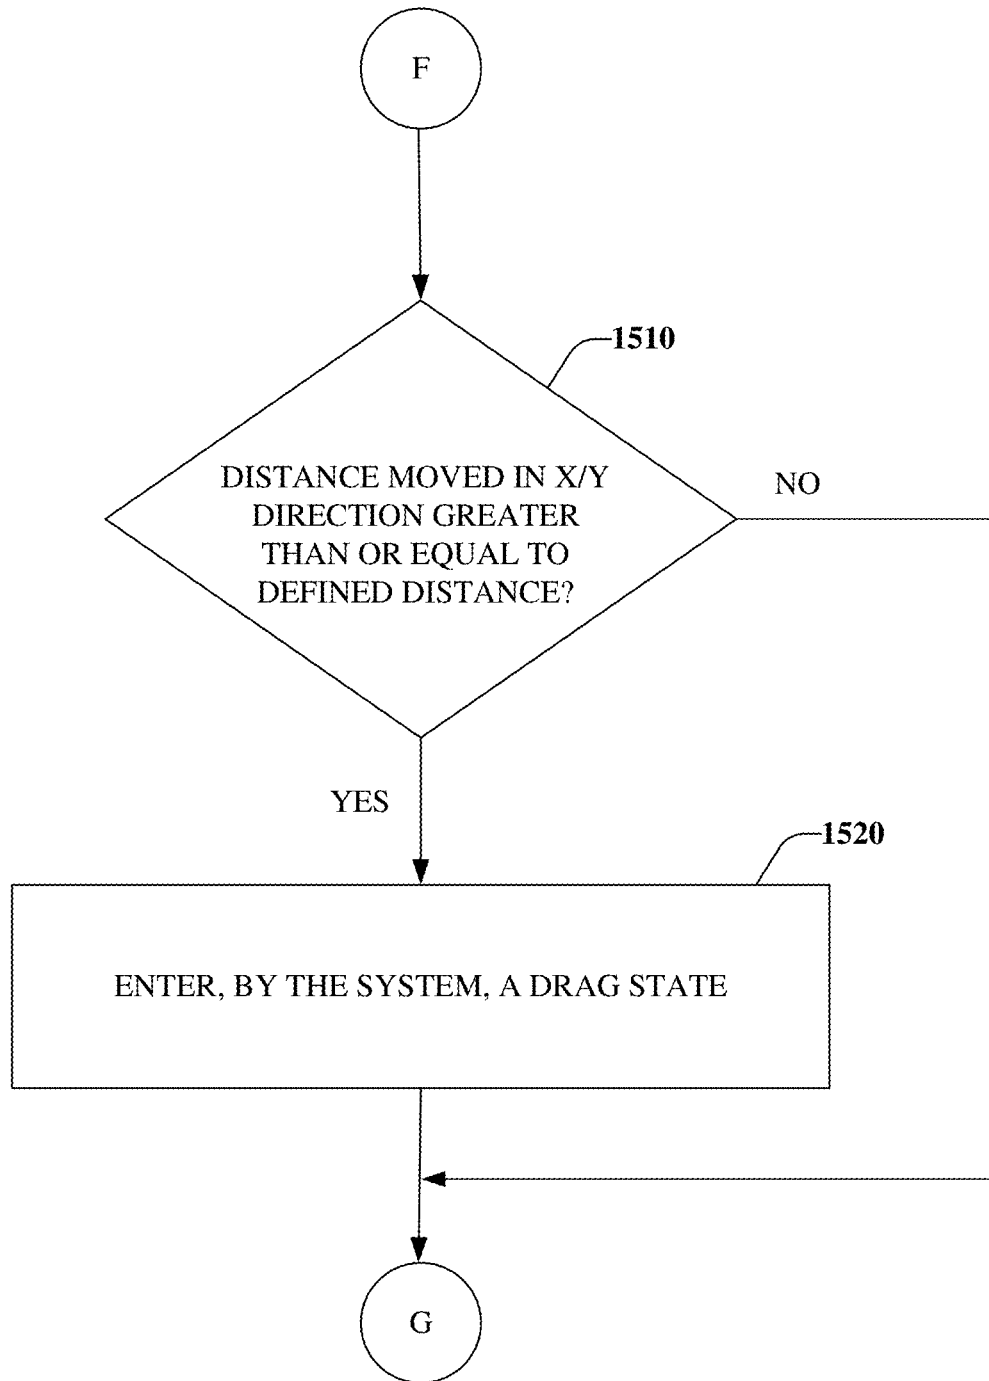 F
1510
DISTANCE MOVED IN X/Y
DIRECTION GREATER
THAN OR EQUAL TO
DEFINED DISTANCE?
NO
YES
1520
ENTER, BY THE SYSTEM, A DRAG STATE
G